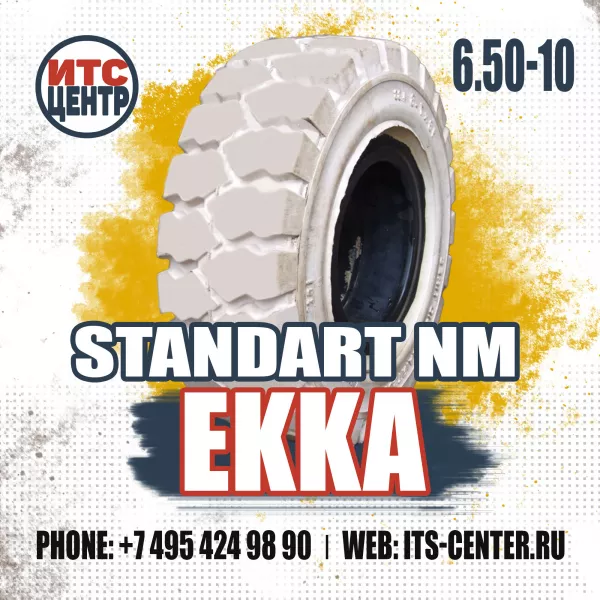 ИТС
ЦЕНТР
6.50-10
STANDART NM
EKKA
PHONE: +7 495 424 98 90 | WEB: ITS-CENTER.RU